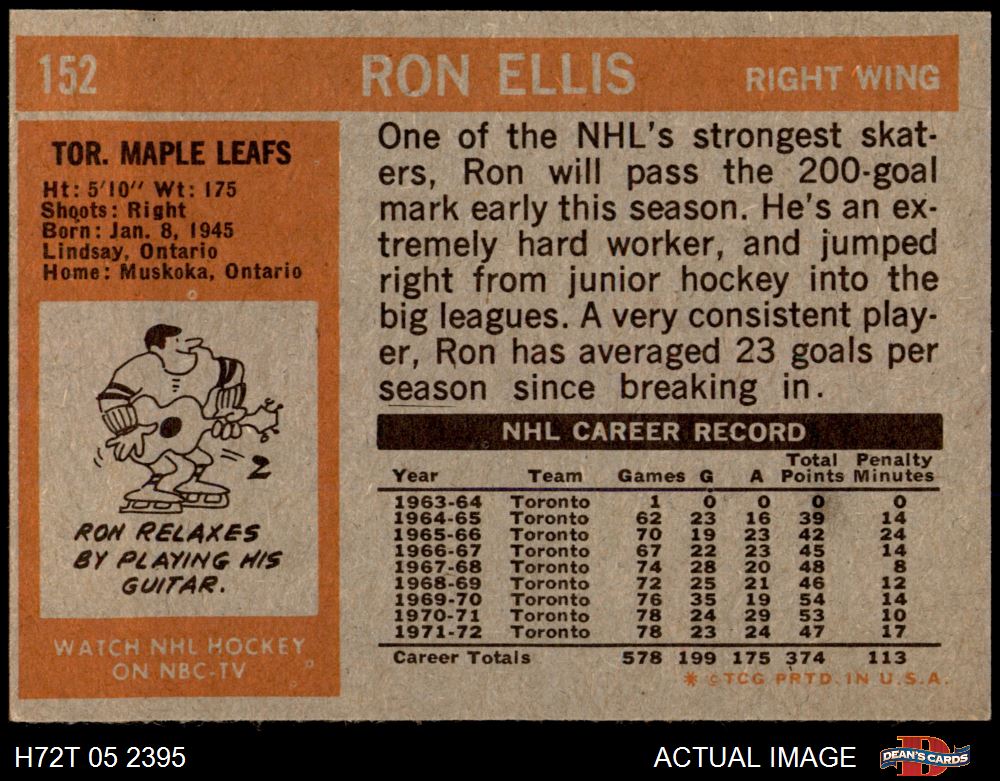 152 RON ELLIS RIGHT WING
TOR. MAPLE LEAFS
Ht: 5'10" Wt: 175
Shoots: Right
Born: Jan. 8, 1945
Lindsay, Ontario
Home: Muskoka, Ontario
RON RELAXES
BY PLAYING HIS
GUITAR.
WATCH NHL HOCKEY
ON NBC-TV
One of the NHL's strongest skat-
ers, Ron will pass the 200-goal
mark early this season. He's an ex-
tremely hard worker, and jumped
right from junior hockey into the
big leagues. A very consistent play-
er, Ron has averaged 23 goals per
season since breaking in.
NHL CAREER RECORD
Year Team Games G A Total Points Penalty Minutes
1963-64 Toronto 1 0 0 0 0
1964-65 Toronto 62 23 16 39 14
1965-66 Toronto 70 19 23 42 24
1966-67 Toronto 67 22 23 45 14
1967-68 Toronto 74 28 20 48 8
1968-69 Toronto 72 25 21 46 12
1969-70 Toronto 76 35 19 54 14
1970-71 Toronto 78 24 29 53 10
1971-72 Toronto 78 23 24 47 17
Career Totals 578 199 175 374 113
* ©TCG PRTD. IN U.S.A.
H72T 05 2395 ACTUAL IMAGE DEAN'S CARDS